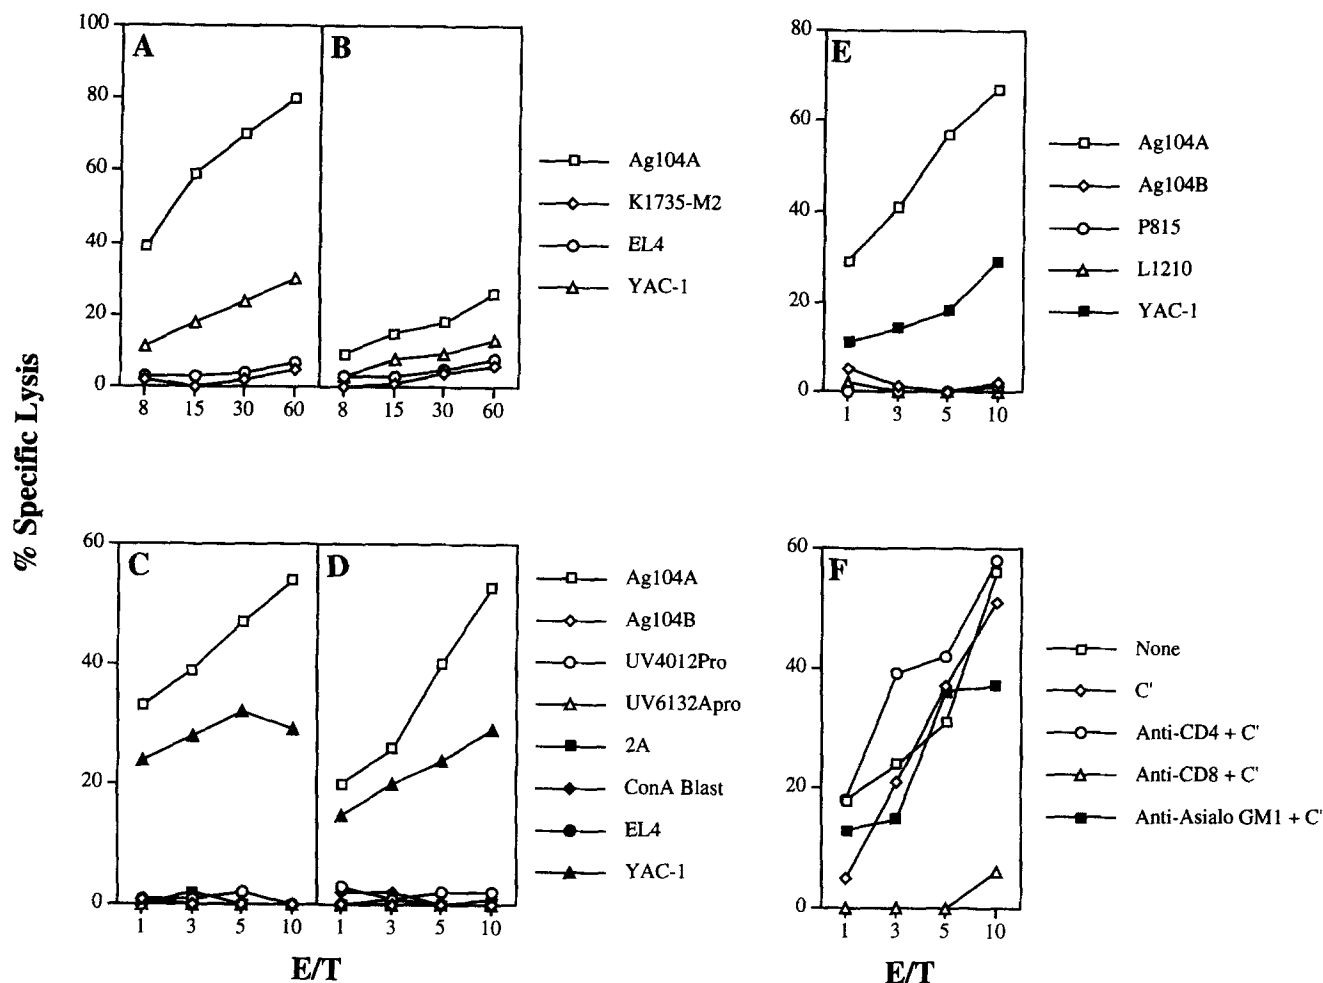 % Specific Lysis
A
B
100
80
60
40
20
0
8 15 30 60
8 15 30 60
Ag104A
K1735-M2
EL4
YAC-1
E
80
60
40
20
0
1 3 5 10
Ag104A
Ag104B
P815
L1210
YAC-1
C
D
60
40
20
0
1 3 5 10
1 3 5 10
E/T
Ag104A
Ag104B
UV4012Pro
UV6132Apro
2A
ConA Blast
EL4
YAC-1
F
60
40
20
0
1 3 5 10
E/T
None
C'
Anti-CD4 + C'
Anti-CD8 + C'
Anti-Asialo GM1 + C'